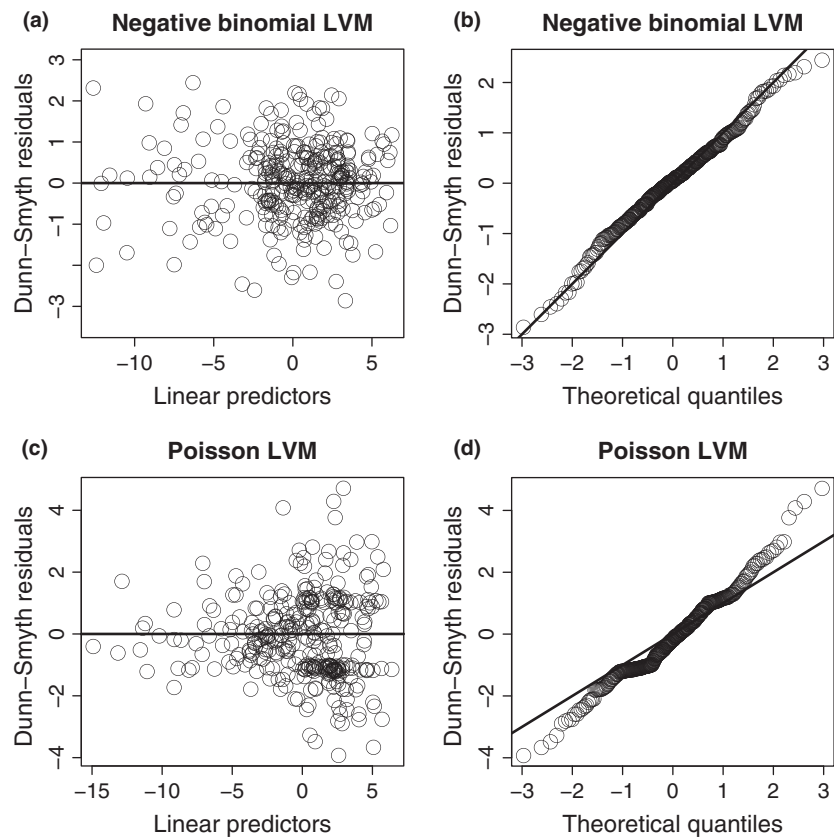 (a) Negative binomial LVM
Dunn−Smyth residuals
3
2
1
0
−1
−3
−10 −5 0 5
Linear predictors
(b)
Dunn−Smyth residuals
2
1
0
−1
−2
−3
−3 −2 −1 0 1 2 3
Theoretical quantiles
(c) Poisson LVM
Dunn−Smyth residuals
4
2
0
−2
−4
−15 −10 −5 0 5
Linear predictors
(d) Poisson LVM
Dunn−Smyth residuals
4
2
0
−2
−4
−3 −2 −1 0 1 2 3
Theoretical quantiles